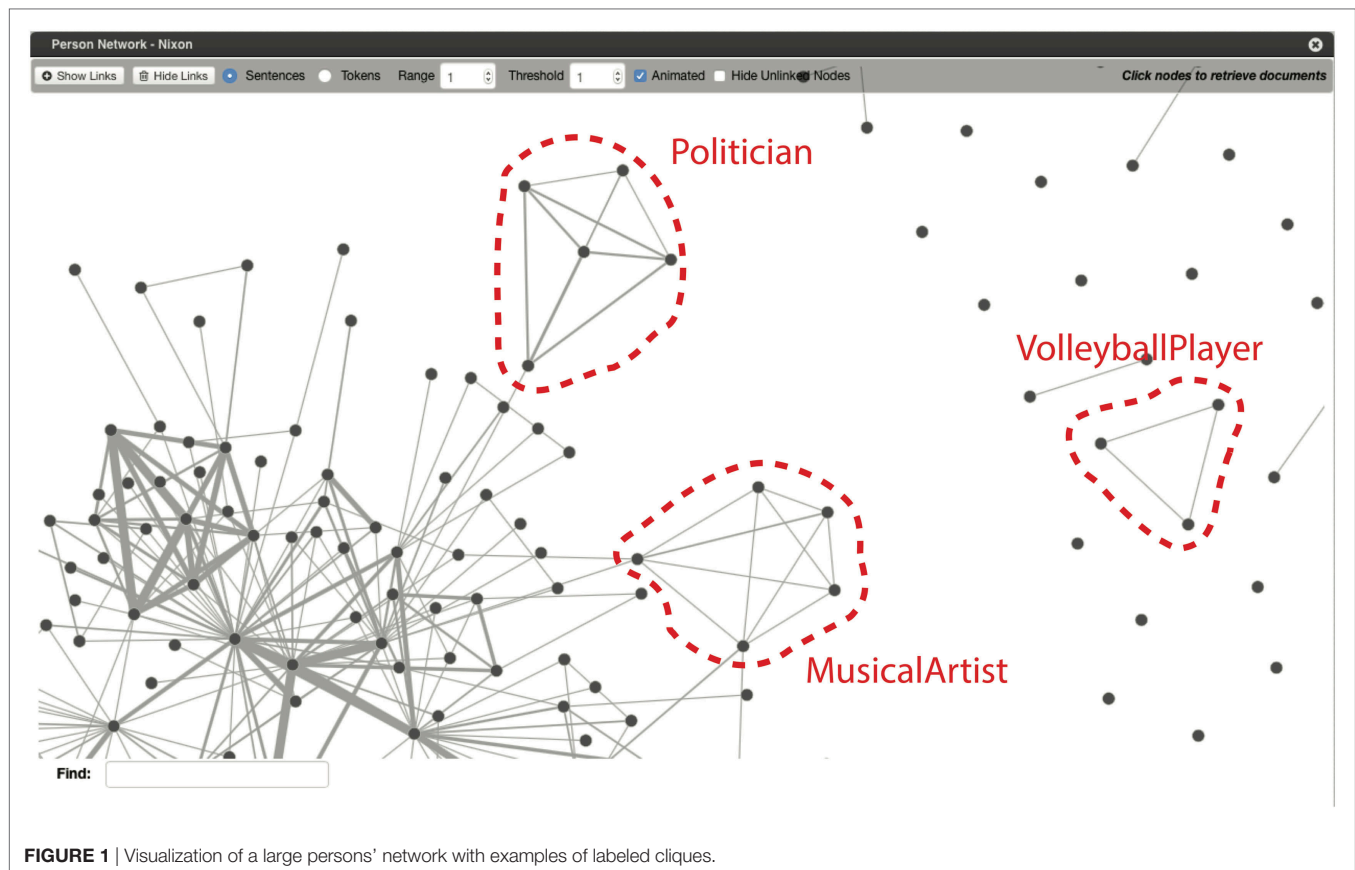 Person Network - Nixon
Show Links Hide Links Sentences Tokens Range 1 Threshold 1 Animated Hide Unlinked Nodes Click nodes to retrieve documents
Politician
VolleyballPlayer
MusicalArtist
Find:
FIGURE 1 | Visualization of a large persons’ network with examples of labeled cliques.